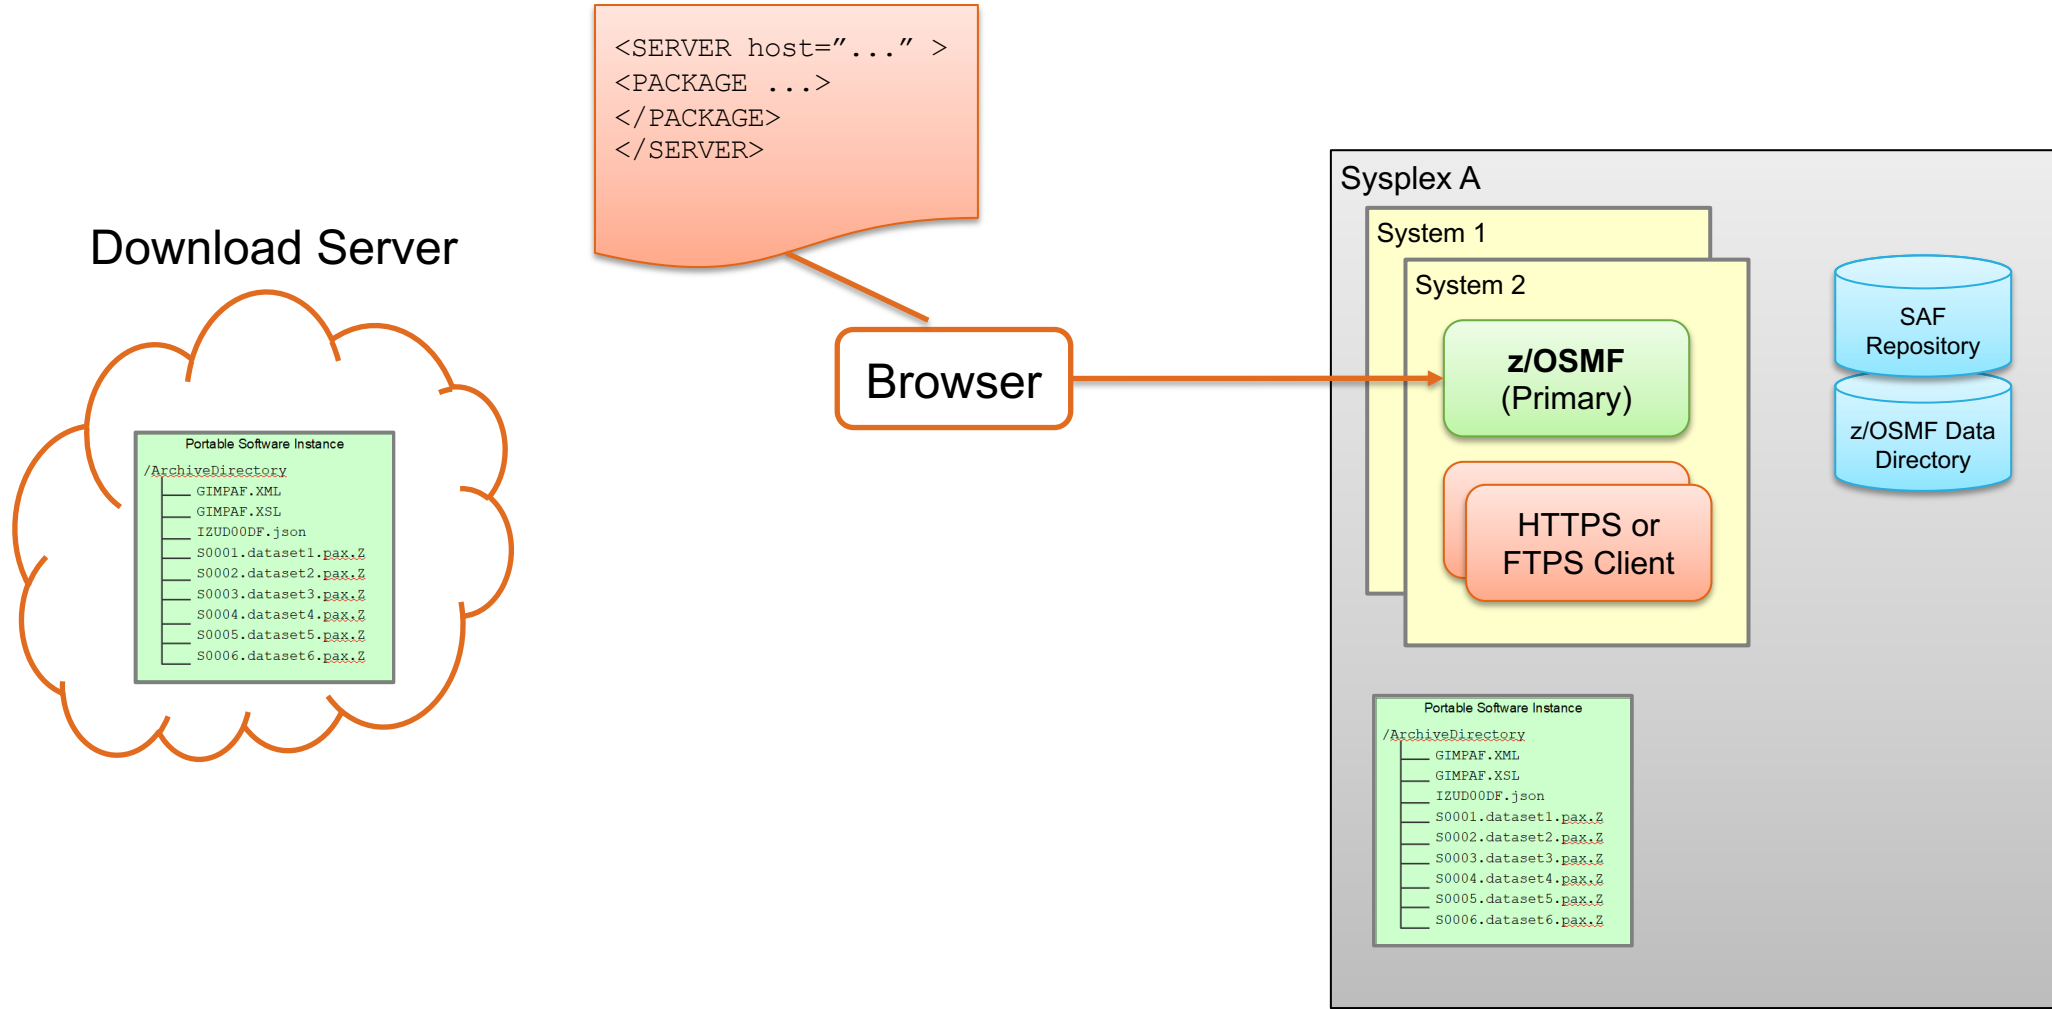 <SERVER host=”...” >
<PACKAGE ...>
</PACKAGE>
</SERVER>
Download Server
Portable Software Instance
/ArchiveDirectory
GIMPAF.XML
GIMPAF.XSL
IZUD00DF.json
S0001.dataset1.pax.Z
S0002.dataset2.pax.Z
S0003.dataset3.pax.Z
S0004.dataset4.pax.Z
S0005.dataset5.pax.Z
S0006.dataset6.pax.Z
Browser
Sysplex A
System 1
System 2
z/OSMF
(Primary)
HTTPS or
FTPS Client
SAF
Repository
z/OSMF Data
Directory
Portable Software Instance
/ArchiveDirectory
GIMPAF.XML
GIMPAF.XSL
IZUD00DF.json
S0001.dataset1.pax.Z
S0002.dataset2.pax.Z
S0003.dataset3.pax.Z
S0004.dataset4.pax.Z
S0005.dataset5.pax.Z
S0006.dataset6.pax.Z